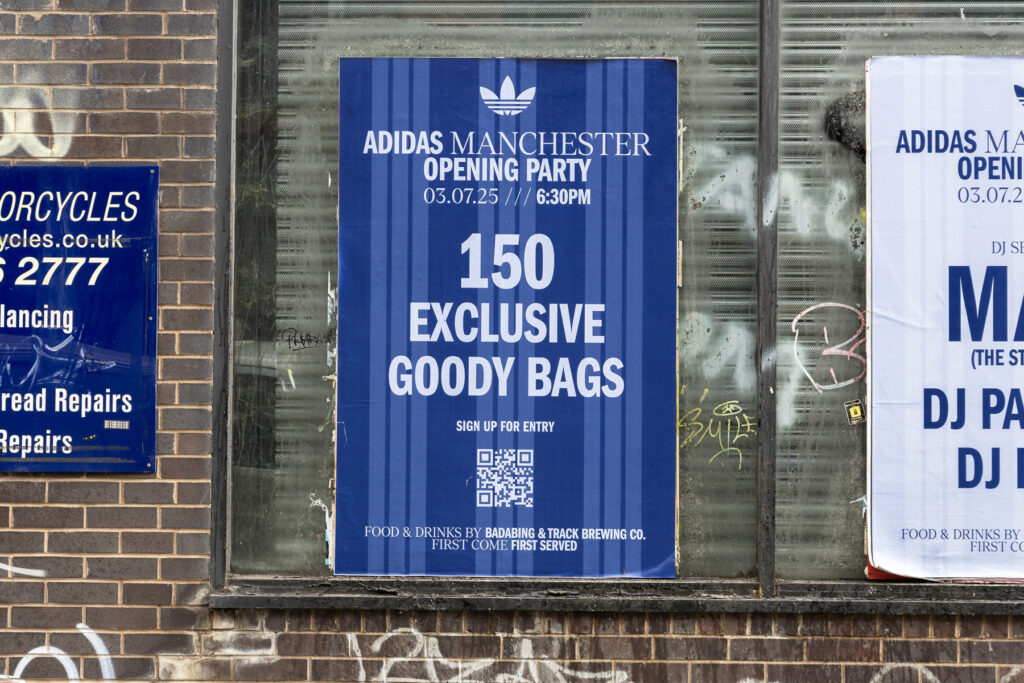 ORCYCLES
ycles.co.uk
6 2777
lancing
read Repairs
Repairs
ADIDAS MANCHESTER
OPENING PARTY
03.07.25 /// 6:30PM
150
EXCLUSIVE
GOODY BAGS
SIGN UP FOR ENTRY
FOOD & DRINKS BY BADABING & TRACK BREWING CO.
FIRST COME FIRST SERVED
ADIDAS MA
OPENI
03.07.2
DJ SE
MA
(THE ST
DJ PA
DJ
FOOD & DRINKS BY
FIRST CO